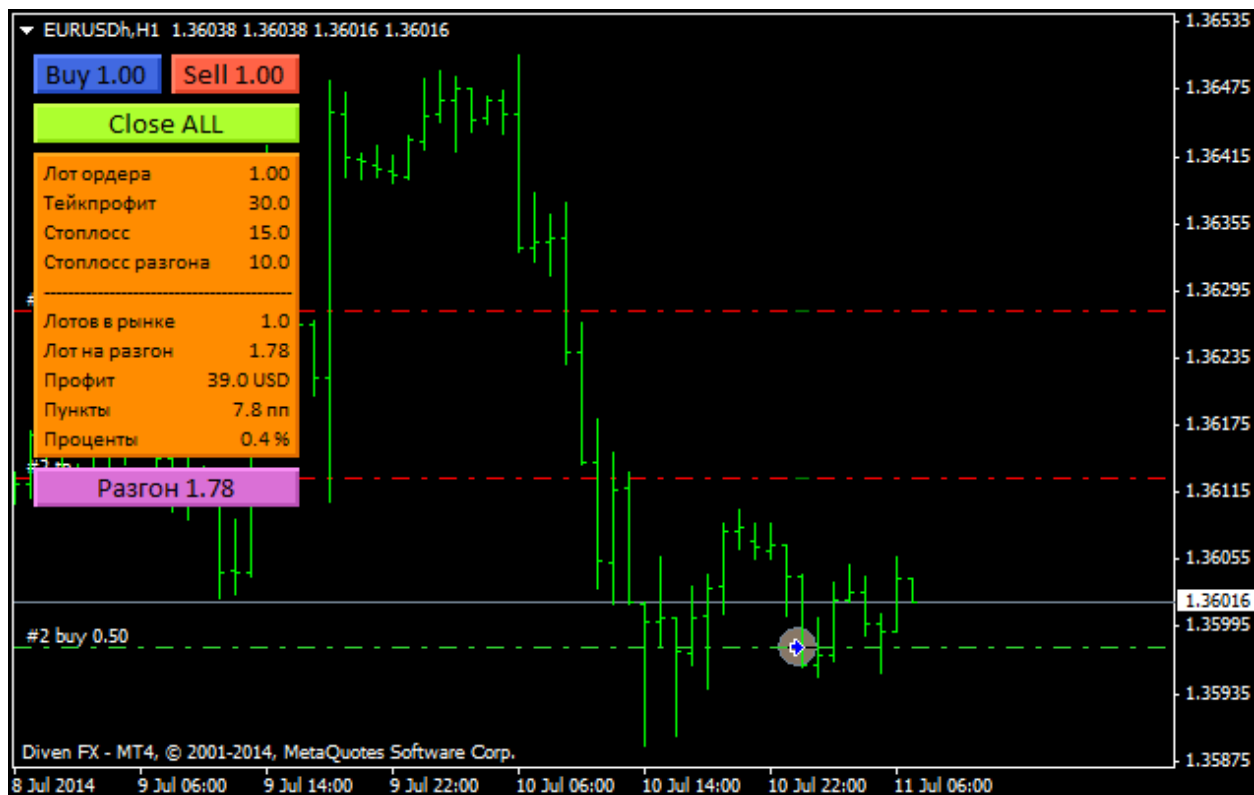 EURUSDh,H1 1.36038 1.36038 1.36016 1.36016
Buy 1.00 Sell 1.00
Close ALL
Лот ордера 1.00
Тейкпрофит 30.0
Стоплосс 15.0
Стоплосс разгона 10.0
------------------------------------------
Лотов в рынке 1.0
Лот на разгон 1.78
Профит 39.0 USD
Пункты 7.8 пп
Проценты 0.4 %
Разгон 1.78
#2 buy 0.50
Diven FX - MT4, © 2001-2014, MetaQuotes Software Corp.
1.36535
1.36475
1.36415
1.36355
1.36295
1.36235
1.36175
1.36115
1.36055
1.36016
1.35995
1.35935
1.35875
8 Jul 2014 9 Jul 06:00 9 Jul 14:00 9 Jul 22:00 10 Jul 06:00 10 Jul 14:00 10 Jul 22:00 11 Jul 06:00